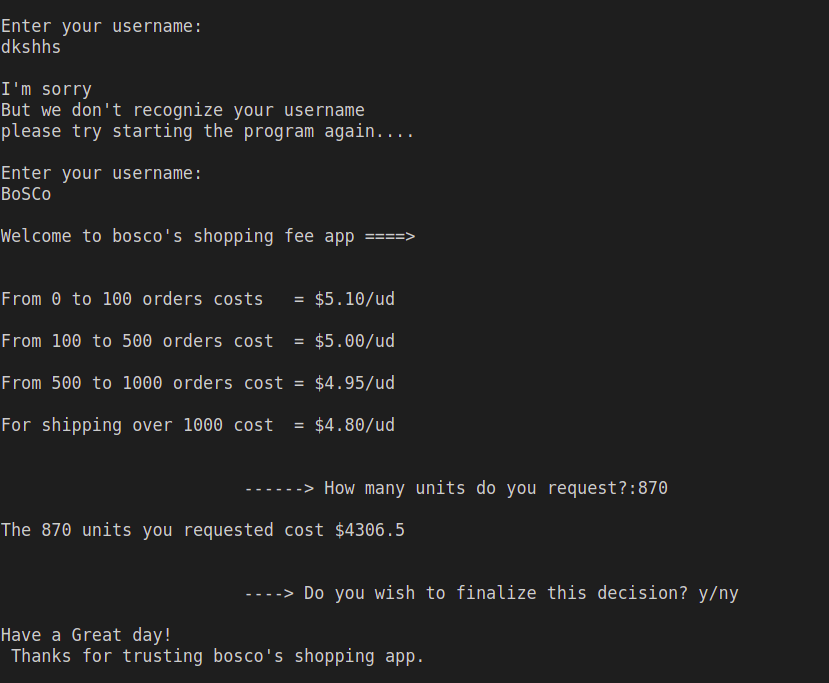 Enter your username:
dkshhs
I'm sorry
But we don't recognize your username
please try starting the program again....
Enter your username:
BoSCo
Welcome to bosco's shopping fee app ====>
From 0 to 100 orders costs   = $5.10/ud
From 100 to 500 orders cost  = $5.00/ud
From 500 to 1000 orders cost = $4.95/ud
For shipping over 1000 cost  = $4.80/ud
------> How many units do you request?:870
The 870 units you requested cost $4306.5
----> Do you wish to finalize this decision? y/ny
Have a Great day!
Thanks for trusting bosco's shopping app.